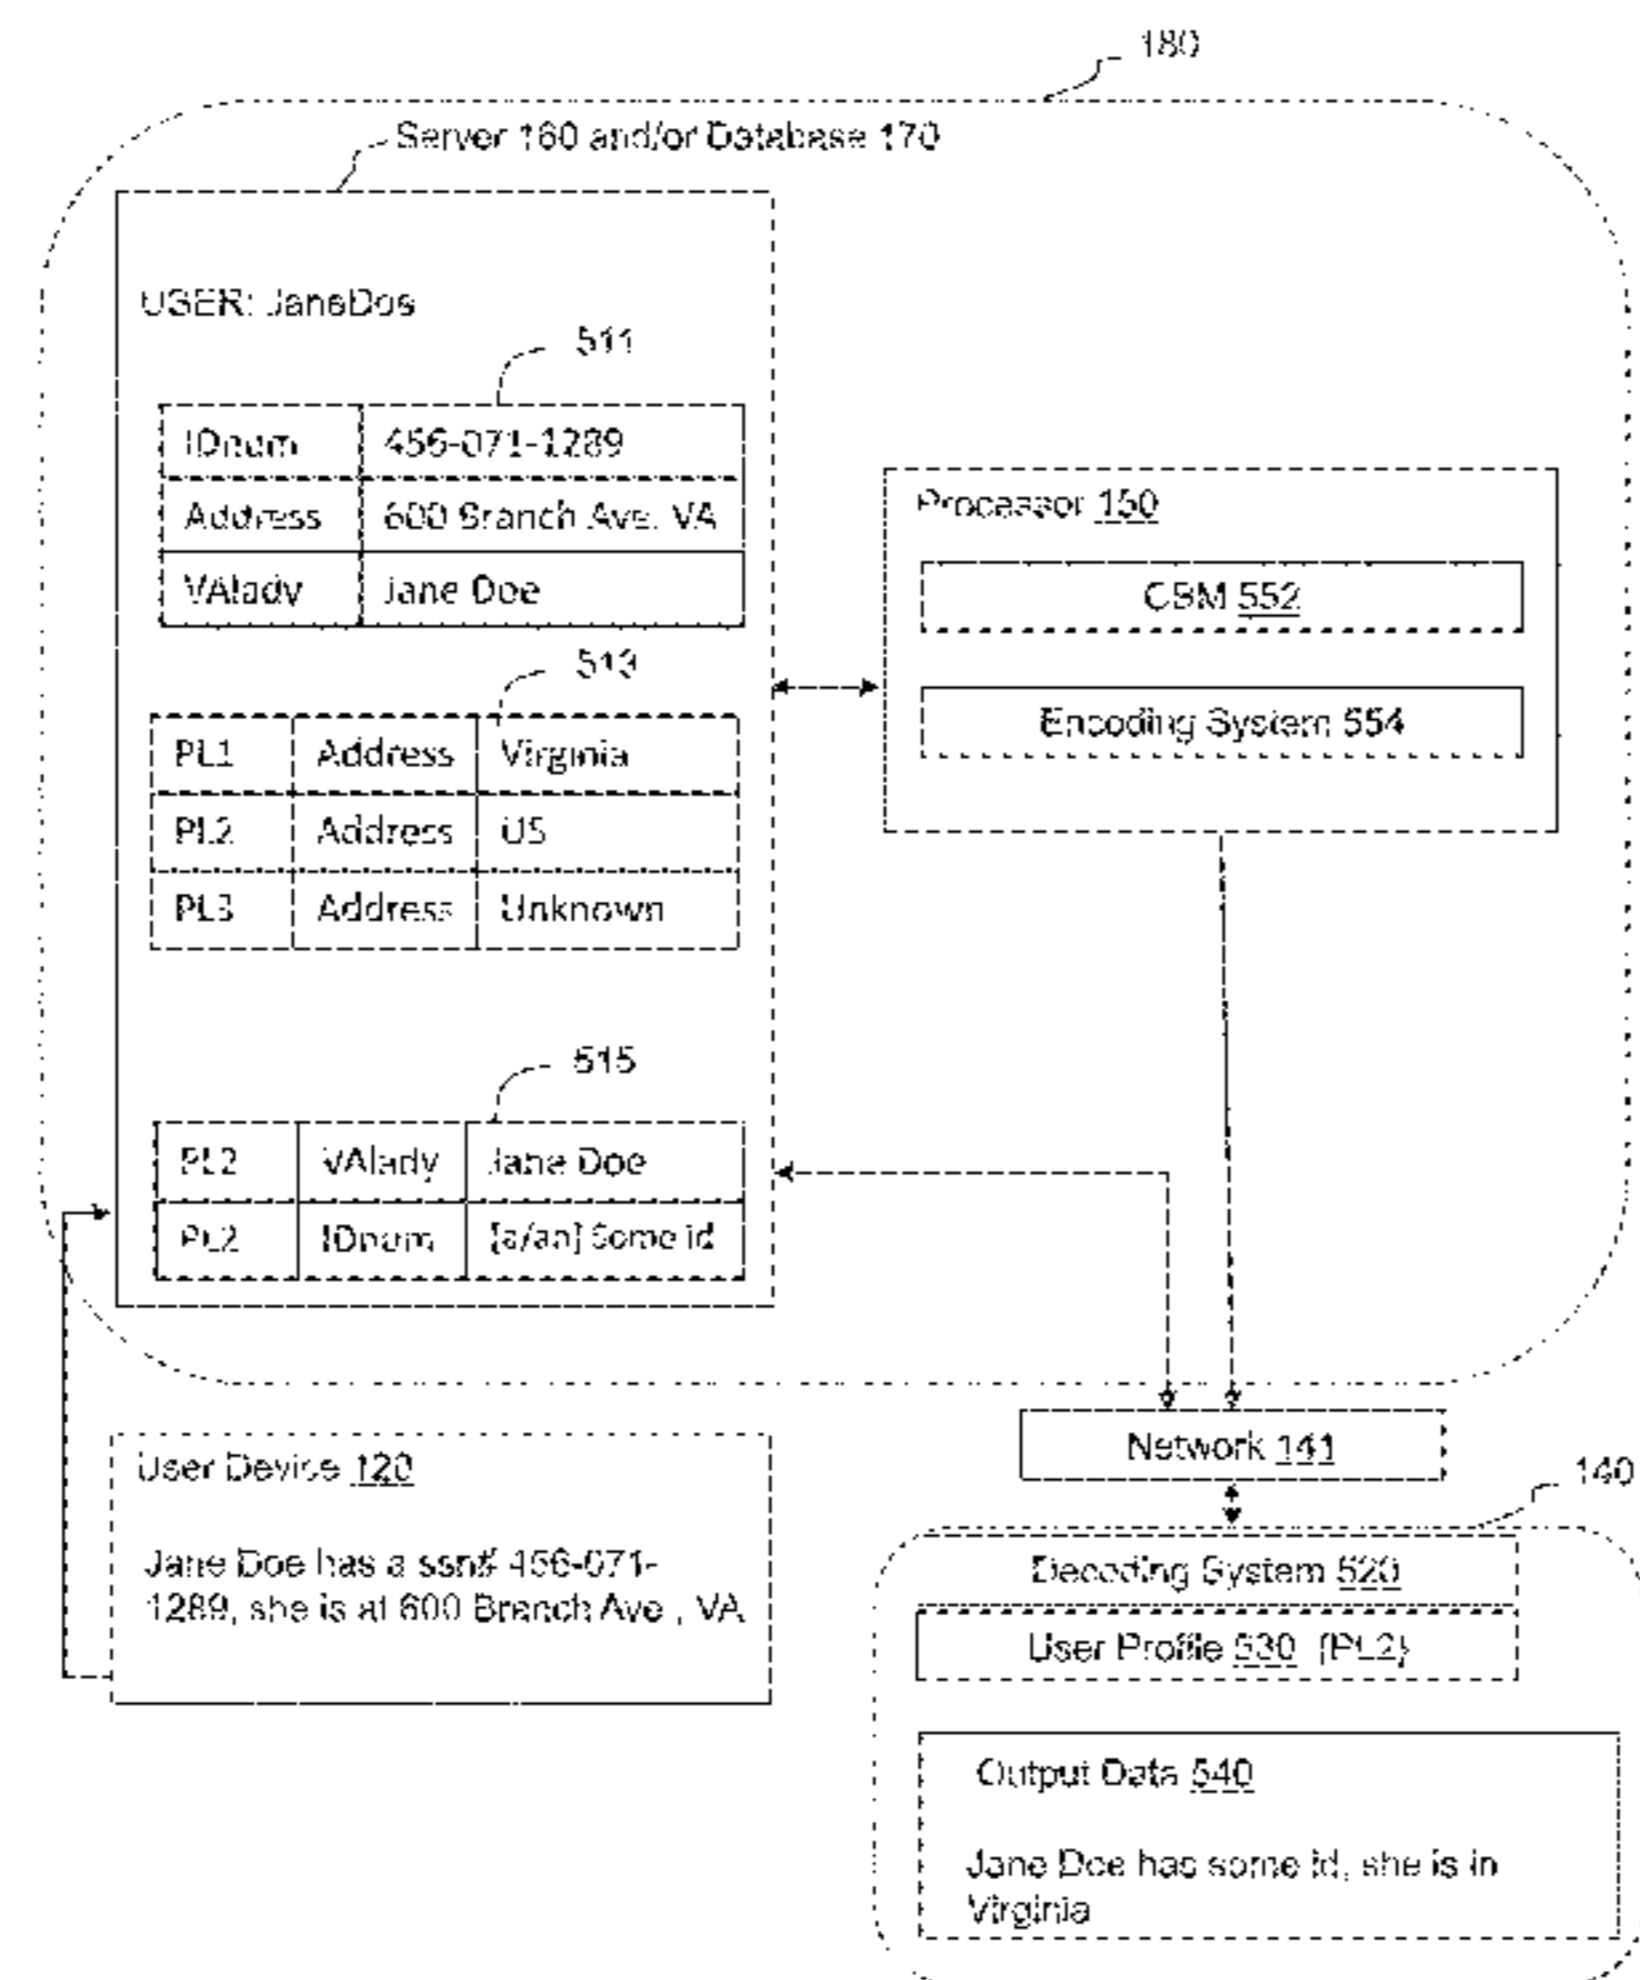 180
Server 160 and/or Database 170
USER: JaneDoe
511
IDnum 456-071-1289
Address 600 Branch Ave. VA
VAlady Jane Doe
513
PL1 Address Virginia
PL2 Address US
PL3 Address Unknown
515
PL2 VAlady Jane Doe
PL2 IDnum [a/an] Some id
Processor 150
CBM 552
Encoding System 554
Network 141
140
User Device 120
Jane Doe has a ssn# 456-071-
1289, she is at 600 Branch Ave , VA
Decoding System 520
User Profile 530 {PL2}
Output Data 540
Jane Doe has some id, she is in
Virginia